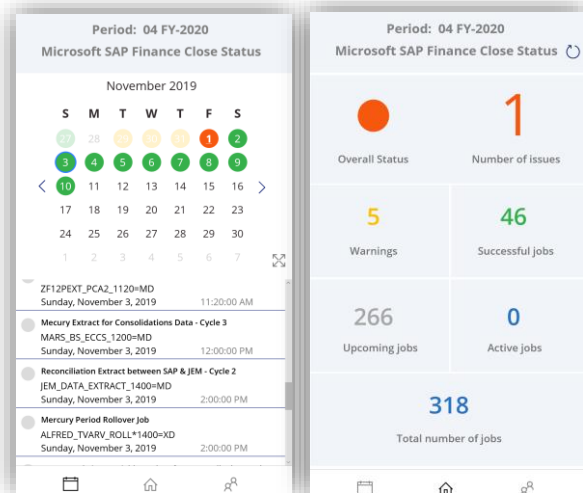 Period: 04 FY-2020
Microsoft SAP Finance Close Status
November 2019
S M T W T F S
27 28 29 30 31 1 2
3 4 5 6 7 8 9
10 11 12 13 14 15 16
17 18 19 20 21 22 23
24 25 26 27 28 29 30
1 2 3 4 5 6 7
ZF12PEXT_PCA2_1120=MD
Sunday, November 3, 2019 11:20:00 AM
Mecury Extract for Consolidations Data - Cycle 3
MARS_BS_ECCS_1200=MD
Sunday, November 3, 2019 12:00:00 PM
Reconciliation Extract between SAP & JEM - Cycle 2
JEM_DATA_EXTRACT_1400=MD
Sunday, November 3, 2019 2:00:00 PM
Mercury Period Rollover Job
ALFRED_TVARV_ROLL*1400=XD
Sunday, November 3, 2019 2:00:00 PM
Period: 04 FY-2020
Microsoft SAP Finance Close Status
Overall Status
1
Number of issues
5
Warnings
46
Successful jobs
266
Upcoming jobs
0
Active jobs
318
Total number of jobs